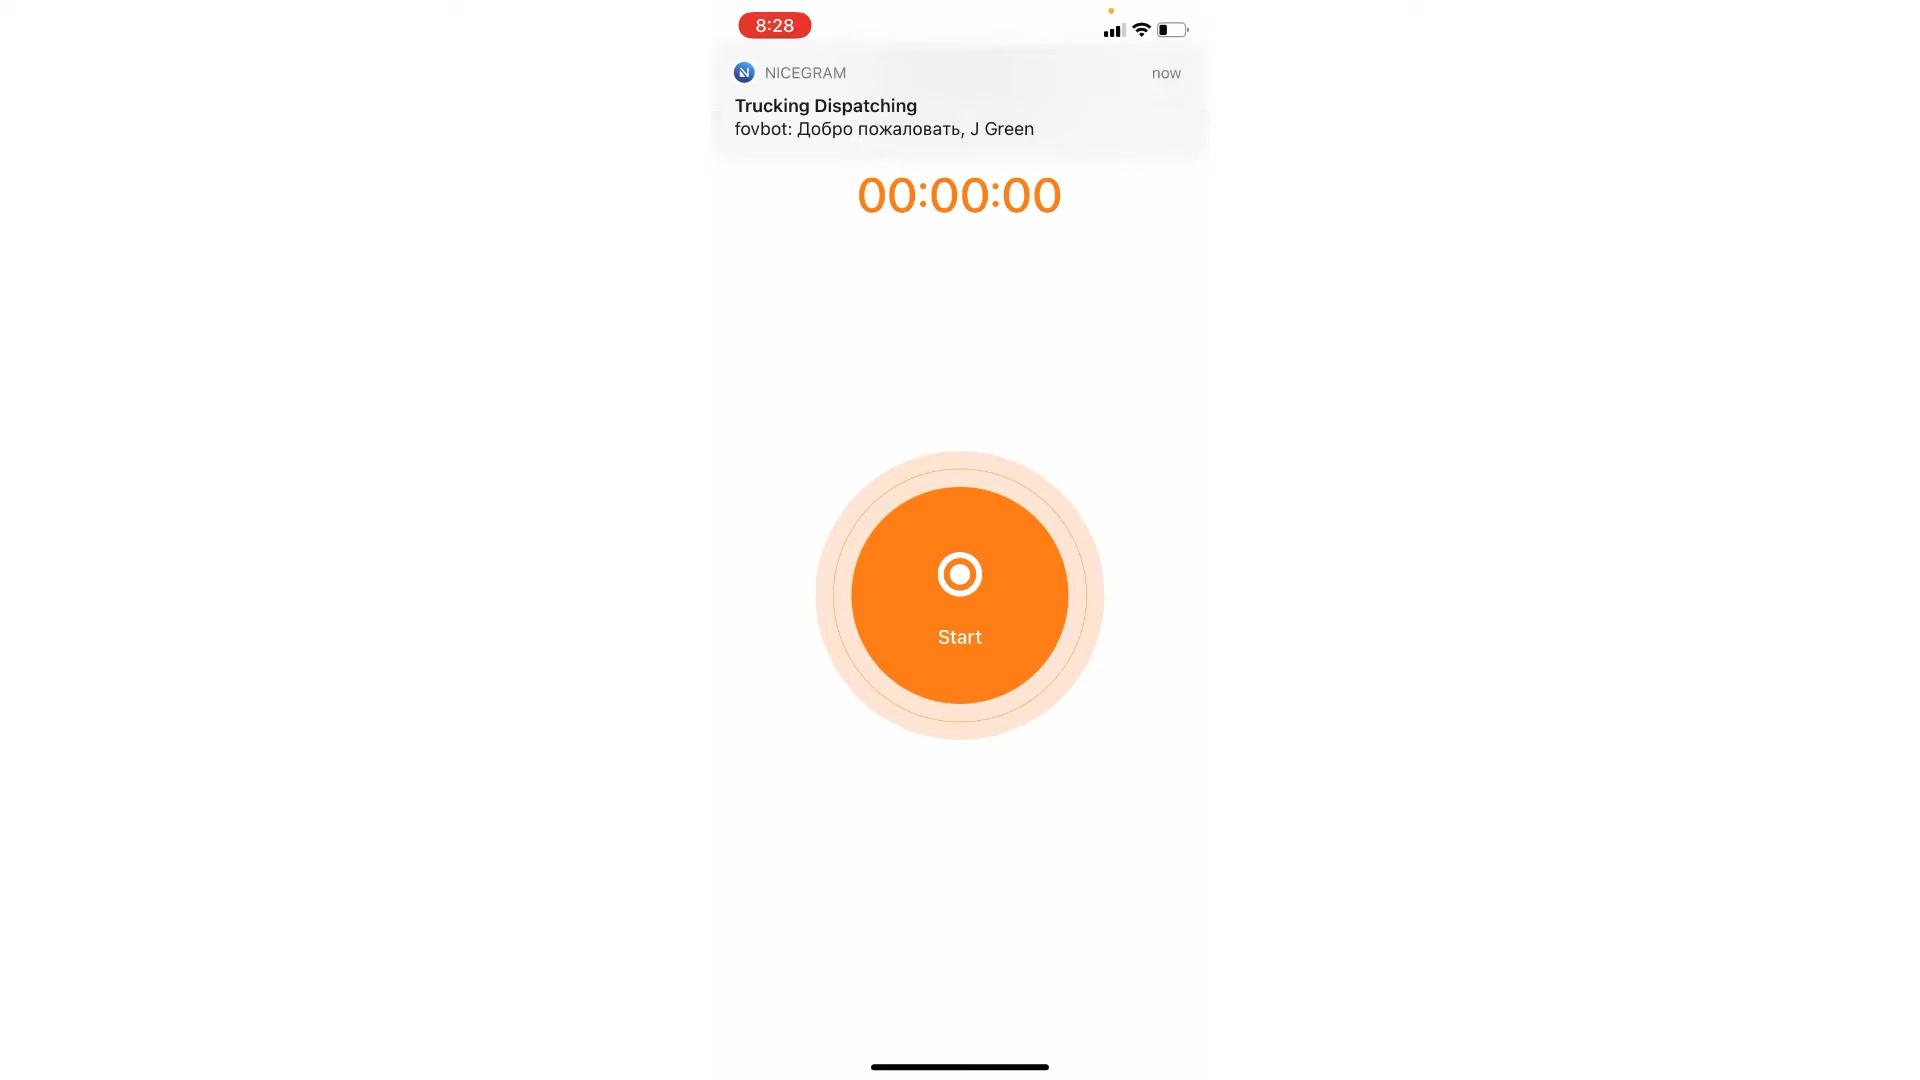 8:28
NICEGRAM
now
Trucking Dispatching
fovbot: Добро пожаловать, J Green
00:00:00
Start